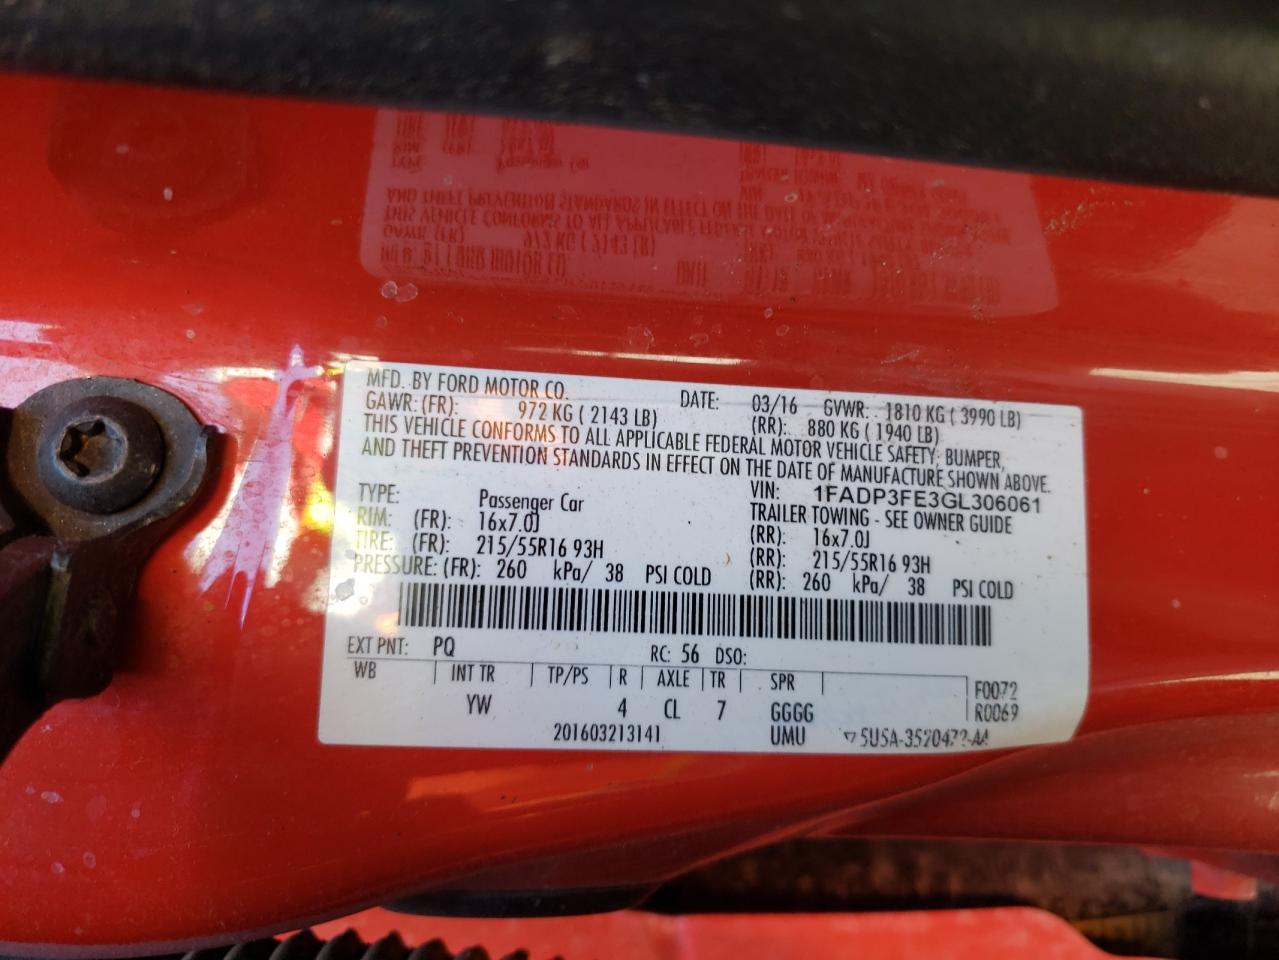 MFD. BY FORD MOTOR CO. DATE: 03/16 GVWR: 1810 KG ( 3990 LB)
GAWR: (FR): 972 KG ( 2143 LB) (RR): 880 KG ( 1940 LB)
THIS VEHICLE CONFORMS TO ALL APPLICABLE FEDERAL MOTOR VEHICLE SAFETY, BUMPER,
AND THEFT PREVENTION STANDARDS IN EFFECT ON THE DATE OF MANUFACTURE SHOWN ABOVE.
VIN: 1FADP3FE3GL306061
TYPE: Passenger Car TRAILER TOWING - SEE OWNER GUIDE
RIM: (FR): 16x7.0J (RR): 16x7.0J
TIRE: (FR): 215/55R16 93H (RR): 215/55R16 93H
PRESSURE: (FR): 260 kPa/ 38 PSI COLD (RR): 260 kPa/ 38 PSI COLD
EXT PNT: PQ RC: 56 DSO:
WB INT TR TP/PS R AXLE TR SPR F0072
YW 4 CL 7 GGGG R0069
201603213141 UMU ▽5U5A-3520472-AA